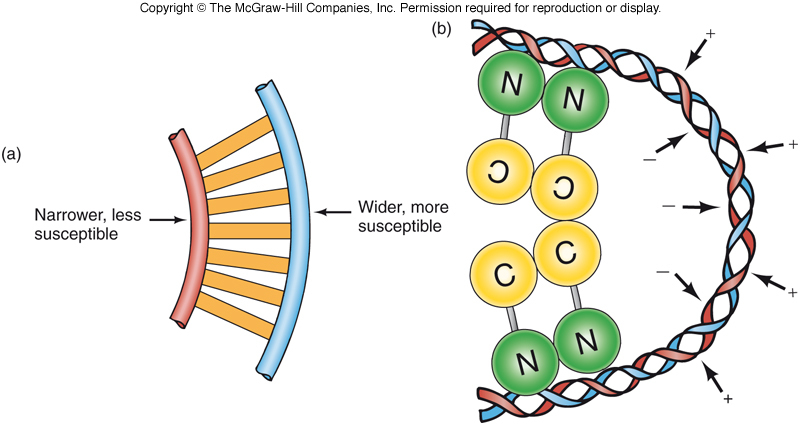 Copyright © The McGraw-Hill Companies, Inc. Permission required for reproduction or display.
(a)
Narrower, less
susceptible
Wider, more
susceptible
(b)
N
N
C
C
C
C
N
N
+
+
+
+
−
−
−